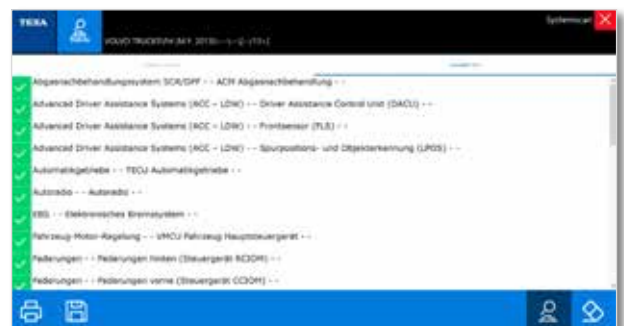 TEXA
Systemscan
VOLVO TRUCKS
Abgasnachbehandlungssystem SCR/DPF - - ACM Abgasnachbehandlung - -
Advanced Driver Assistance Systems (ACC - LDW) - - Driver Assistance Control Unit (DACU) - -
Advanced Driver Assistance Systems (ACC - LDW) - - Frontsensor (FLS) - -
Advanced Driver Assistance Systems (ACC - LDW) - - Spurpositions- und Objekterkennung (LPOS) - -
Automatikgetriebe - - TECU Automatikgetriebe - -
Autoradio - - Autoradio - -
EBS - - Elektronisches Bremssystem - -
Fahrzeug-Motor-Regelung - - VMCU Fahrzeug Hauptsteuergerät - -
Federungen - - Federungen hinten (Steuergerät RCIOM) - -
Federungen - - Federungen vorne (Steuergerät CCIOM) - -